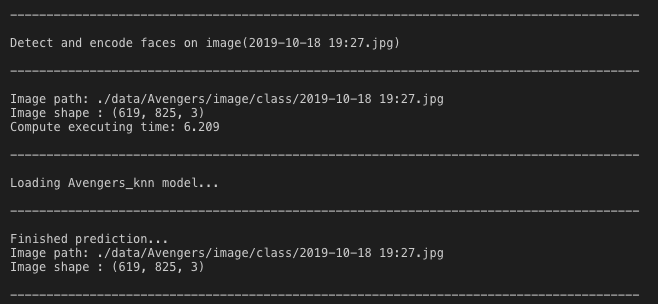 ----------------------------------------------------------------------------------------
Detect and encode faces on image(2019-10-18 19:27.jpg)
----------------------------------------------------------------------------------------
Image path: ./data/Avengers/image/class/2019-10-18 19:27.jpg
Image shape : (619, 825, 3)
Compute executing time: 6.209
----------------------------------------------------------------------------------------
Loading Avengers_knn model...
----------------------------------------------------------------------------------------
Finished prediction...
Image path: ./data/Avengers/image/class/2019-10-18 19:27.jpg
Image shape : (619, 825, 3)
----------------------------------------------------------------------------------------